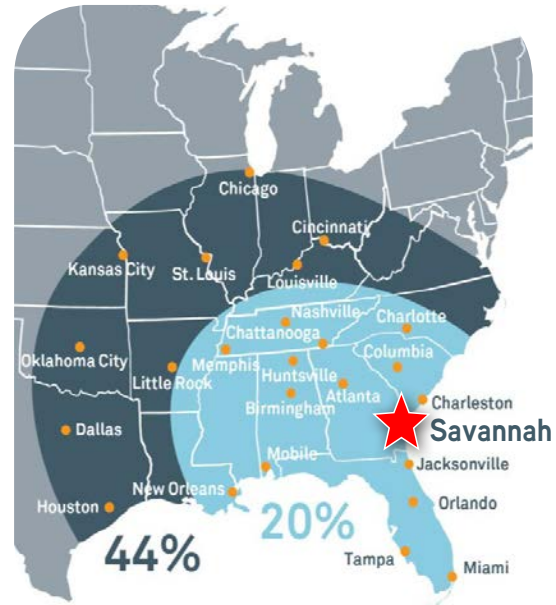 Chicago
Cincinnati
Kansas City
St. Louis
Louisville
Nashville
Charlotte
Chattanooga
Oklahoma City
Memphis
Columbia
Little Rock
Huntsville
Atlanta
Birmingham
Charleston
Dallas
Savannah
Mobile
Jacksonville
New Orleans
Houston
Orlando
20%
44%
Tampa
Miami